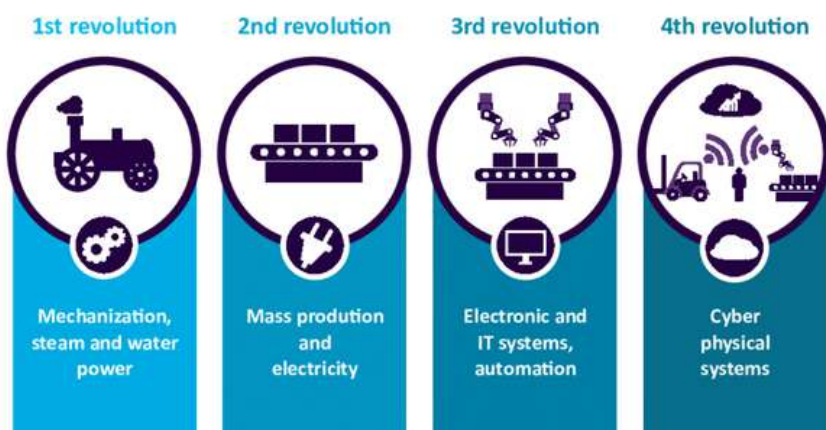 1st revolution
2nd revolution
3rd revolution
4th revolution
Mechanization,
steam and water
power
Mass prodution
and
electricity
Electronic and
IT systems,
automation
Cyber
physical
systems